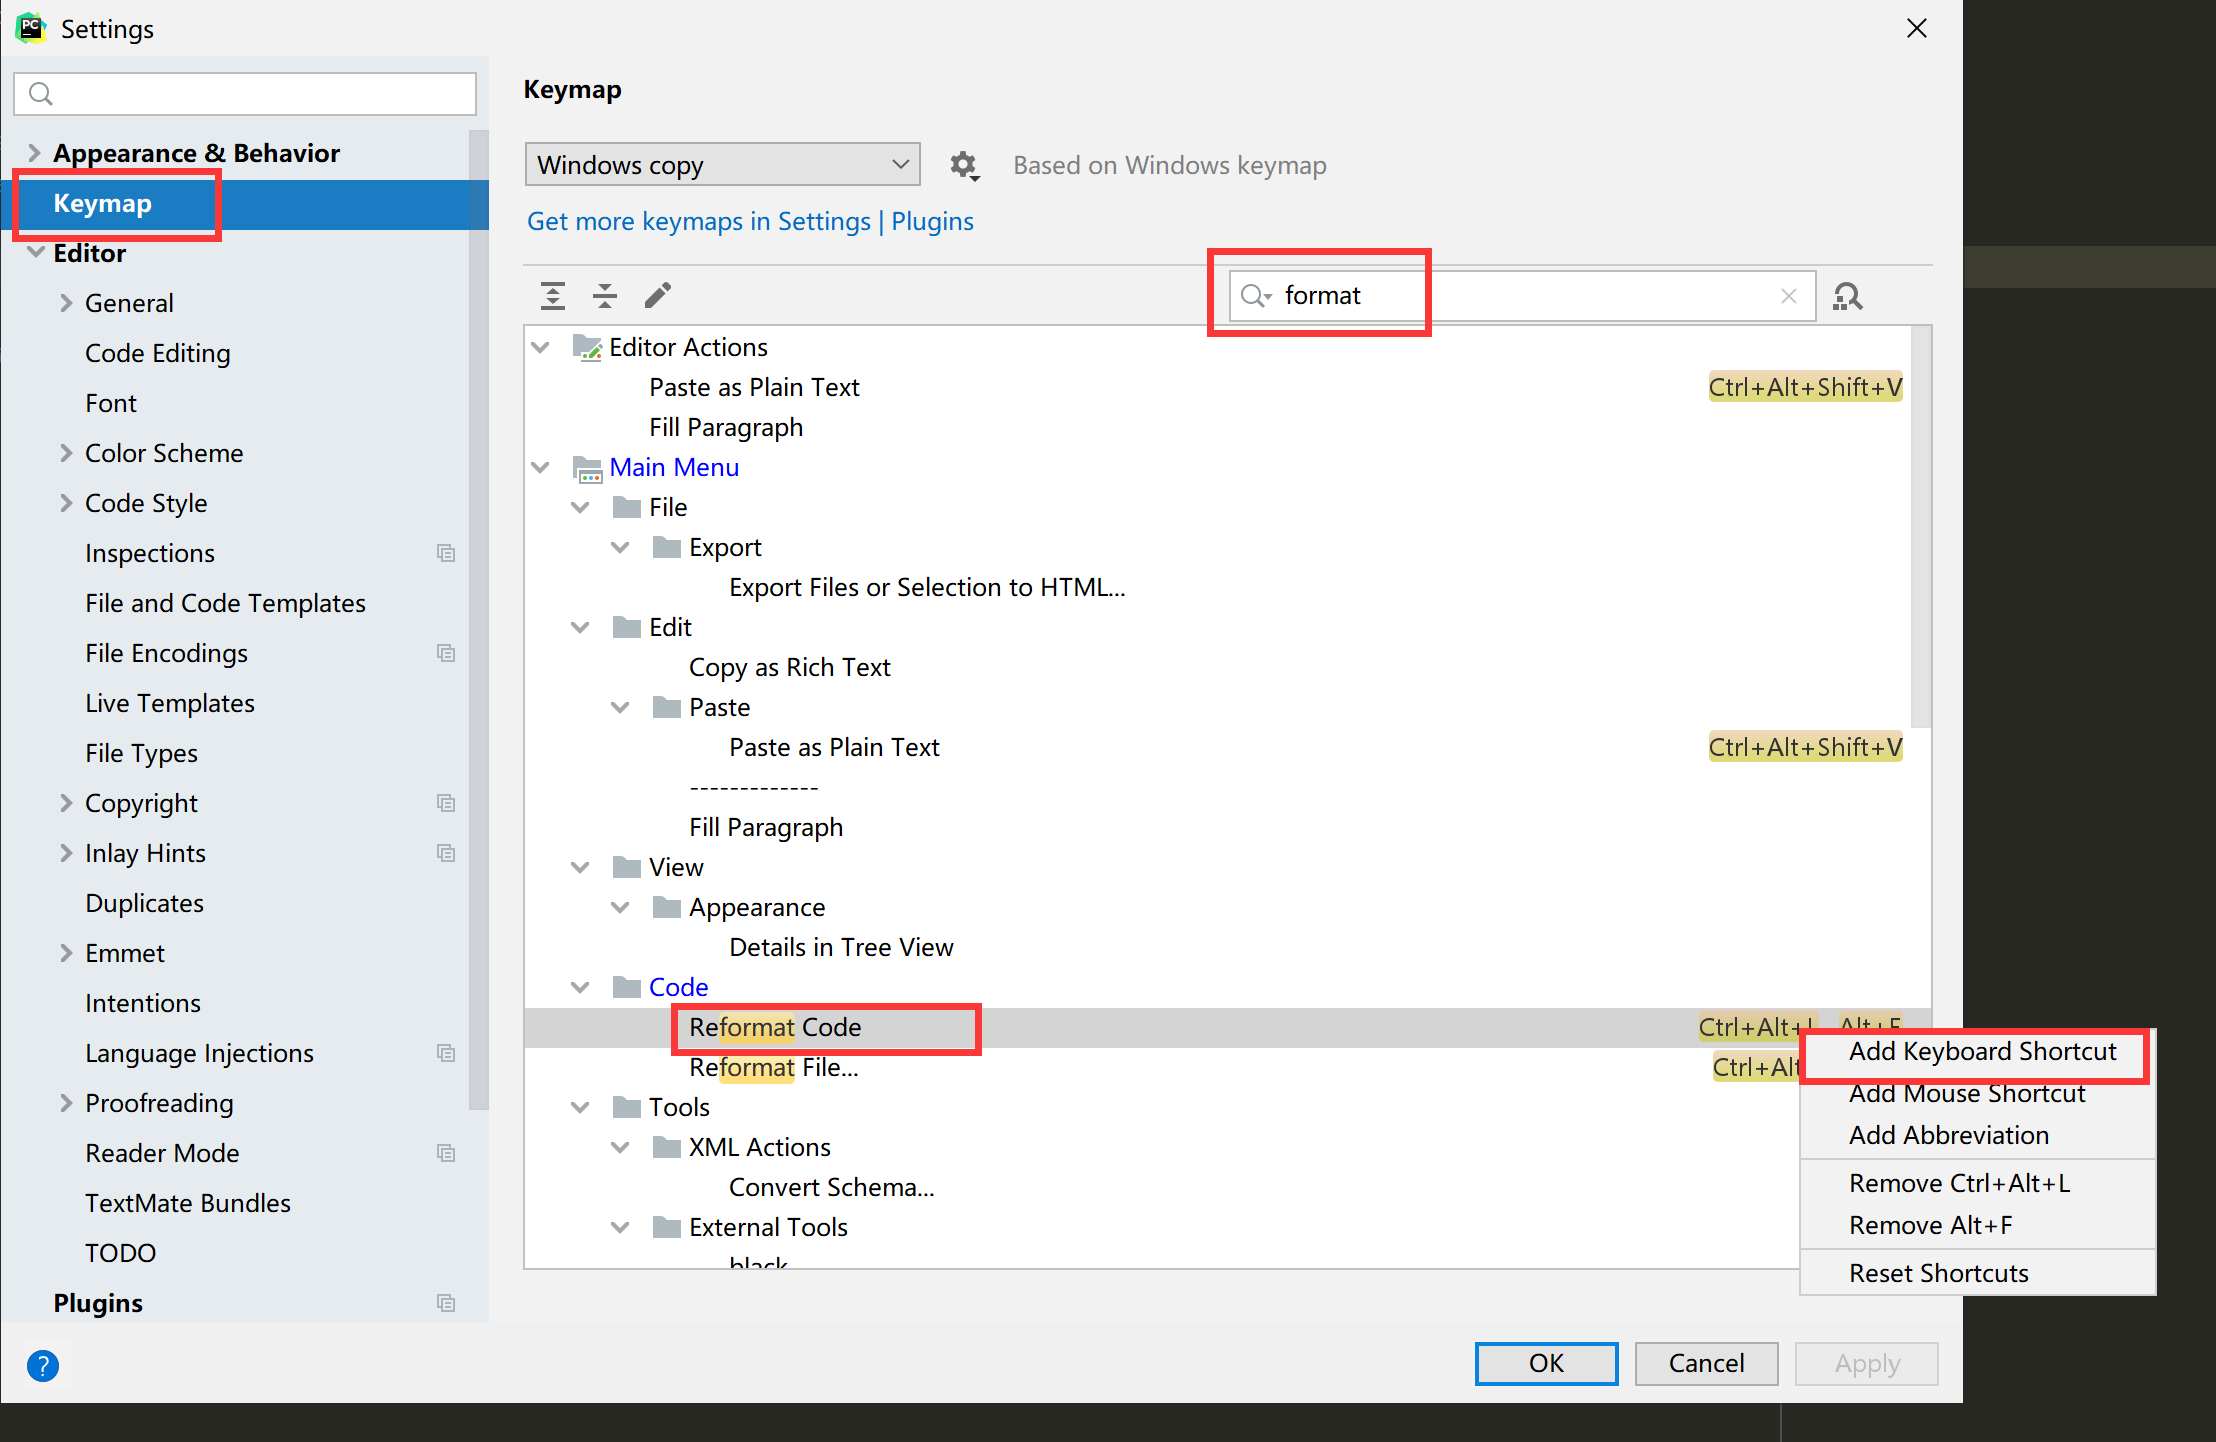 PC
Settings
Appearance & Behavior
Keymap
Editor
General
Code Editing
Font
Color Scheme
Code Style
Inspections
File and Code Templates
File Encodings
Live Templates
File Types
Copyright
Inlay Hints
Duplicates
Emmet
Intentions
Language Injections
Proofreading
Reader Mode
TextMate Bundles
TODO
Plugins
?
Keymap
Windows copy
Based on Windows keymap
Get more keymaps in Settings | Plugins
format
Editor Actions
Paste as Plain Text Ctrl+Alt+Shift+V
Fill Paragraph
Main Menu
File
Export
Export Files or Selection to HTML...
Edit
Copy as Rich Text
Paste
Paste as Plain Text Ctrl+Alt+Shift+V
-------------
Fill Paragraph
View
Appearance
Details in Tree View
Code
Reformat Code Ctrl+Alt+L Alt+F
Reformat File... Ctrl+Alt
Tools
XML Actions
Convert Schema...
External Tools
black
Add Keyboard Shortcut
Add Mouse Shortcut
Add Abbreviation
Remove Ctrl+Alt+L
Remove Alt+F
Reset Shortcuts
OK
Cancel
Apply